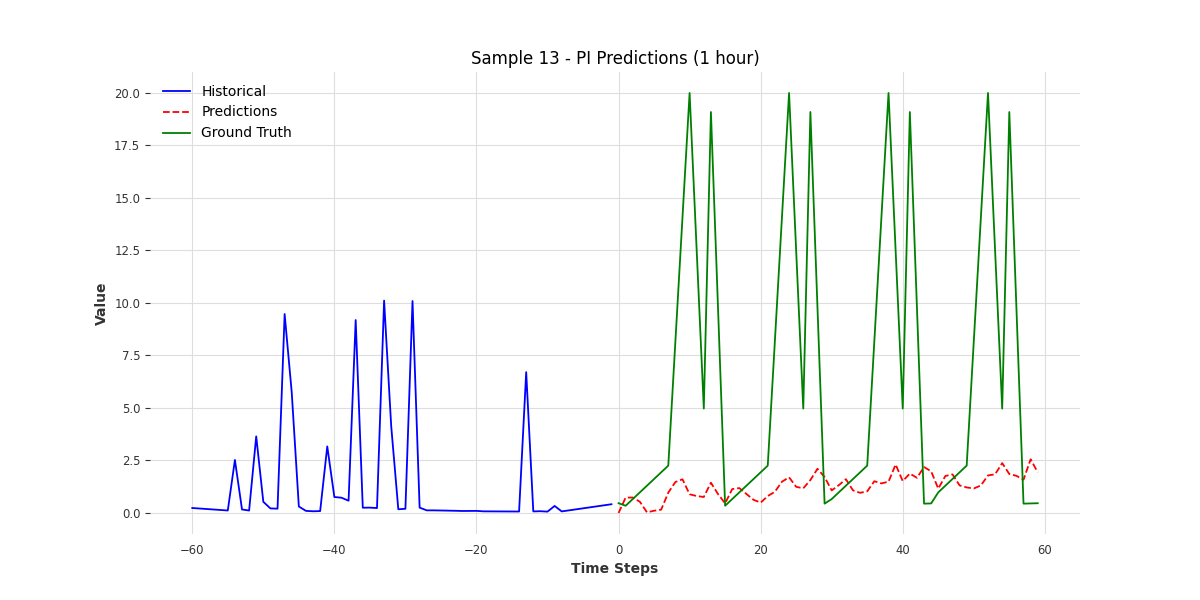 Sample 13 - PI Predictions (1 hour)
Historical
Predictions
Ground Truth
20.0
17.5
15.0
12.5
10.0
7.5
5.0
2.5
0.0
Value
−60
−40
−20
0
20
40
60
Time Steps